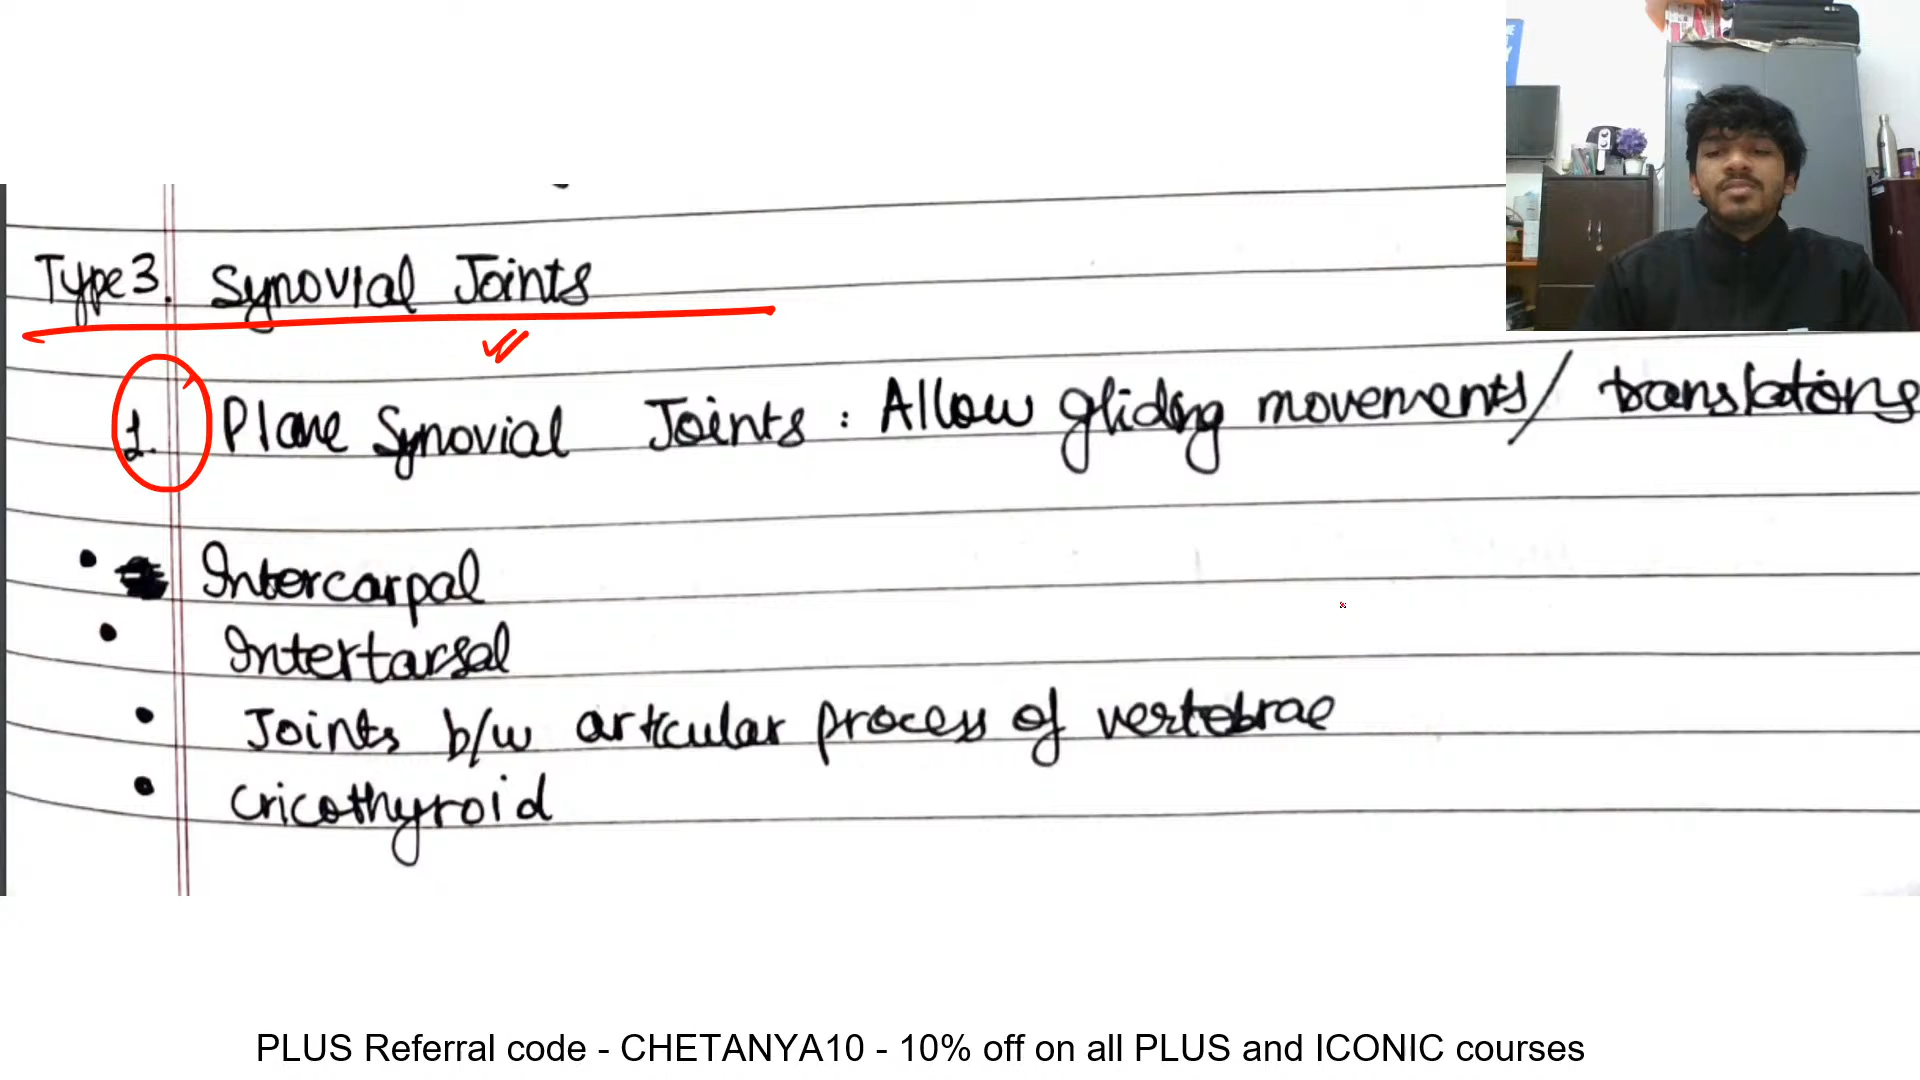 Type 3. Synovial Joints
1. Plane Synovial Joints : Allow gliding movements/ translations
• Intercarpal
• Intertarsal
• Joints b/w articular process of vertebrae
• Cricothyroid
PLUS Referral code - CHETANYA10 - 10% off on all PLUS and ICONIC courses